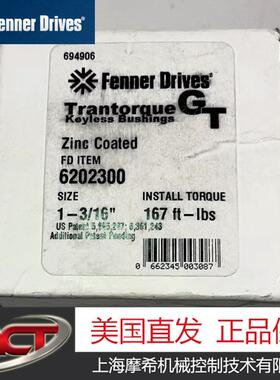 Fenner Drives®
694906
Fenner Drives®
Trantorque GT
Keyless Bushings
Zinc Coated
FD ITEM
6202300
SIZE INSTALL TORQUE
1-3/16" 167 ft-lbs
Additional Patent Pending
0 662345 003087
美国直发 正品
上海摩希机械控制技术有限